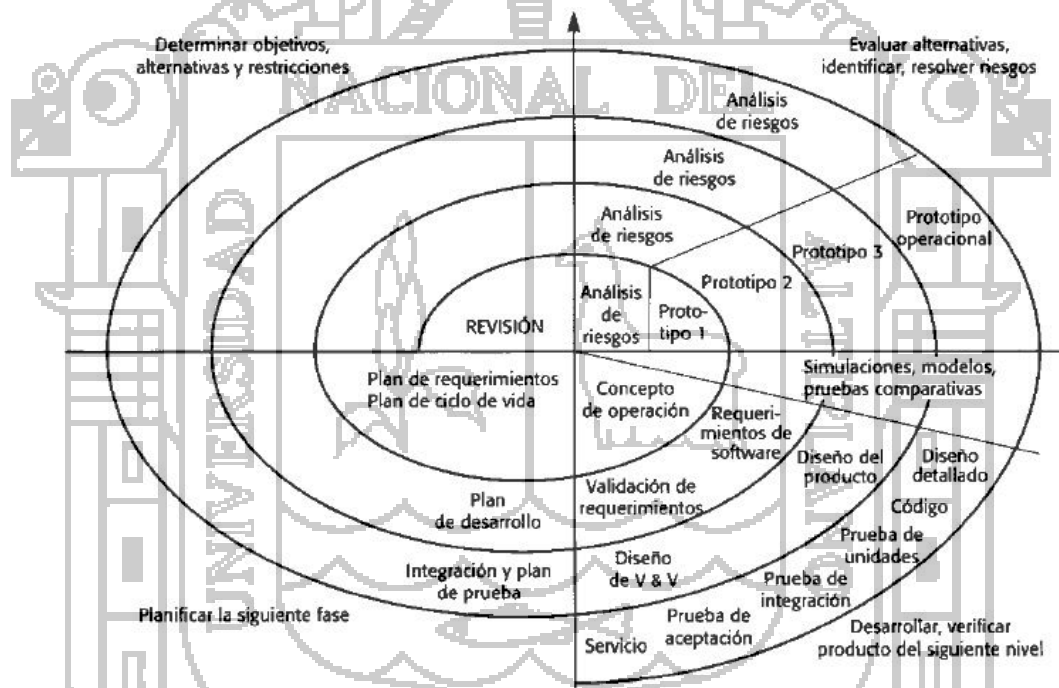 Determinar objetivos,
alternativas y restricciones
Evaluar alternativas,
identificar, resolver riesgos
NACIONAL DEL
UNIVERSIDAD
Análisis
de riesgos
Análisis
de riesgos
Análisis
de riesgos
Análisis
de
riesgos
REVISIÓN
Proto-
tipo 1
Prototipo 2
Prototipo 3
Prototipo
operacional
Simulaciones, modelos,
pruebas comparativas
Plan de requerimientos
Plan de ciclo de vida
Concepto
de operación
Requeri-
mientos de
software
Diseño del
producto
Diseño
detallado
Código
Prueba de
unidades
Plan
de desarrollo
Validación de
requerimientos
Integración y plan
de prueba
Diseño
de V & V
Prueba de
integración
Prueba de
aceptación
Servicio
Planificar la siguiente fase
Desarrollar, verificar
producto del siguiente nivel